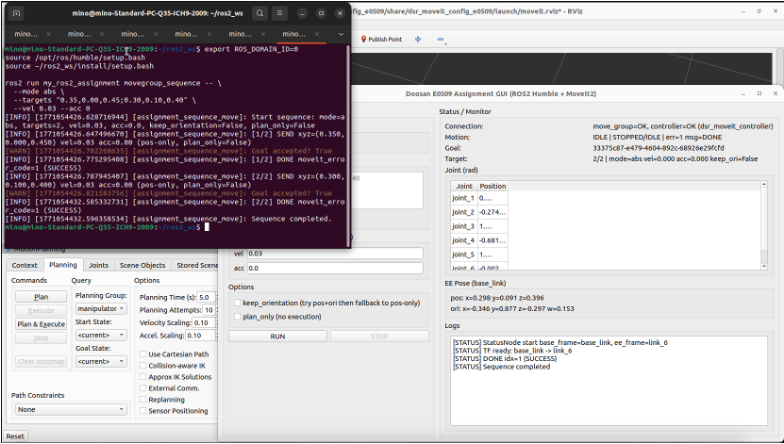 mino@mino-Standard-PC-Q35-ICH9-2009: ~/ros2_ws
fig_e0509/share/dsr_moveit_config_e0509/launch/moveit.rviz* - RViz
mino... × mino... × mino... × mino... × mino... × mino... ×
Publish Point
mino@mino-Standard-PC-Q35-ICH9-2009:~/ros2_ws$ export ROS_DOMAIN_ID=0
source /opt/ros/humble/setup.bash
source ~/ros2_ws/install/setup.bash
ros2 run my_ros2_assignment movegroup_sequence -- \
--mode abs \
--targets "0.35,0.00,0.45;0.30,0.10,0.40" \
--vel 0.03 --acc 0
[INFO] [1771054426.628716944] [assignment_sequence_move]: Start sequence: mode=a
bs, targets=2, vel=0.03, acc=0.0, keep_orientation=False, plan_only=False
[INFO] [1771054426.647496670] [assignment_sequence_move]: [1/2] SEND xyz=(0.350,
0.000,0.450) vel=0.03 acc=0.00 (pos-only, plan_only=False)
[WARN] [1771054426.702268635] [assignment_sequence_move]: Goal accepted? True
[INFO] [1771054426.775295408] [assignment_sequence_move]: [1/2] DONE moveit_erro
r_code=1 (SUCCESS)
[INFO] [1771054426.787945407] [assignment_sequence_move]: [2/2] SEND xyz=(0.300,
0.100,0.400) vel=0.03 acc=0.00 (pos-only, plan_only=False)
[WARN] [1771054426.821583756] [assignment_sequence_move]: Goal accepted? True
[INFO] [1771054432.585332731] [assignment_sequence_move]: [2/2] DONE moveit_erro
r_code=1 (SUCCESS)
[INFO] [1771054432.596358534] [assignment_sequence_move]: Sequence completed.
mino@mino-Standard-PC-Q35-ICH9-2009:~/ros2_ws$
Doosan E0509 Assignment GUI (ROS2 Humble + MoveIt2)
Status / Monitor
Connection: move_group=OK, controller=OK (dsr_moveit_controller)
Motion: IDLE | STOPPED/IDLE | err=1 msg=DONE
Goal: 33375c87-e479-4604-892c-68926e29fcfd
Target: 2/2 | mode=abs vel=0.000 acc=0.000 keep_ori=False
Joint (rad)
Joint Position
joint_1 0....
joint_2 -0.274...
joint_3 1....
joint_4 -0.681...
joint_5 1....
joint_6 -0.002
EE Pose (base_link)
pos: x=0.298 y=0.091 z=0.396
ori: x=-0.346 y=0.877 z=-0.297 w=0.153
Logs
[STATUS] StatusNode start base_frame=base_link, ee_frame=link_6
[STATUS] TF ready: base_link -> link_6
[STATUS] DONE idx=1 (SUCCESS)
[STATUS] Sequence completed
40
vel 0.03
acc 0.0
Options
keep_orientation (try pos+ori then fallback to pos-only)
plan_only (no execution)
RUN STOP
MotionPlanning
Context Planning Joints Scene Objects Stored Scene
Commands Query Options
Plan Planning Group: Planning Time (s): 5.0
Execute manipulator Planning Attempts: 10
Plan & Execute Start State: Velocity Scaling: 0.10
Stop <current> Accel. Scaling: 0.10
Goal State:
Clear octomap <current> Use Cartesian Path
Collision-aware IK
Approx IK Solutions
External Comm.
Path Constraints Replanning
None Sensor Positioning
Reset